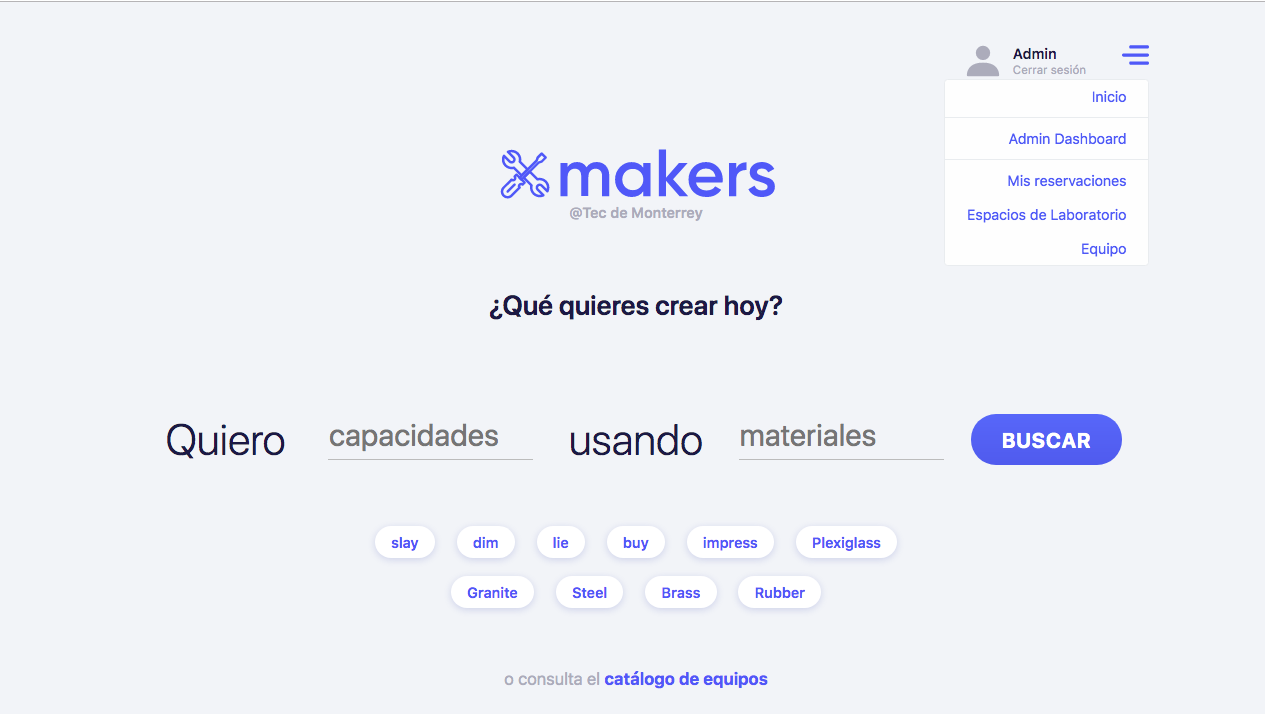 Admin
Cerrar sesión
Inicio
Admin Dashboard
Mis reservaciones
Espacios de Laboratorio
Equipo
makers
@Tec de Monterrey
¿Qué quieres crear hoy?
Quiero capacidades usando materiales BUSCAR
slay dim lie buy impress Plexiglass
Granite Steel Brass Rubber
o consulta el catálogo de equipos